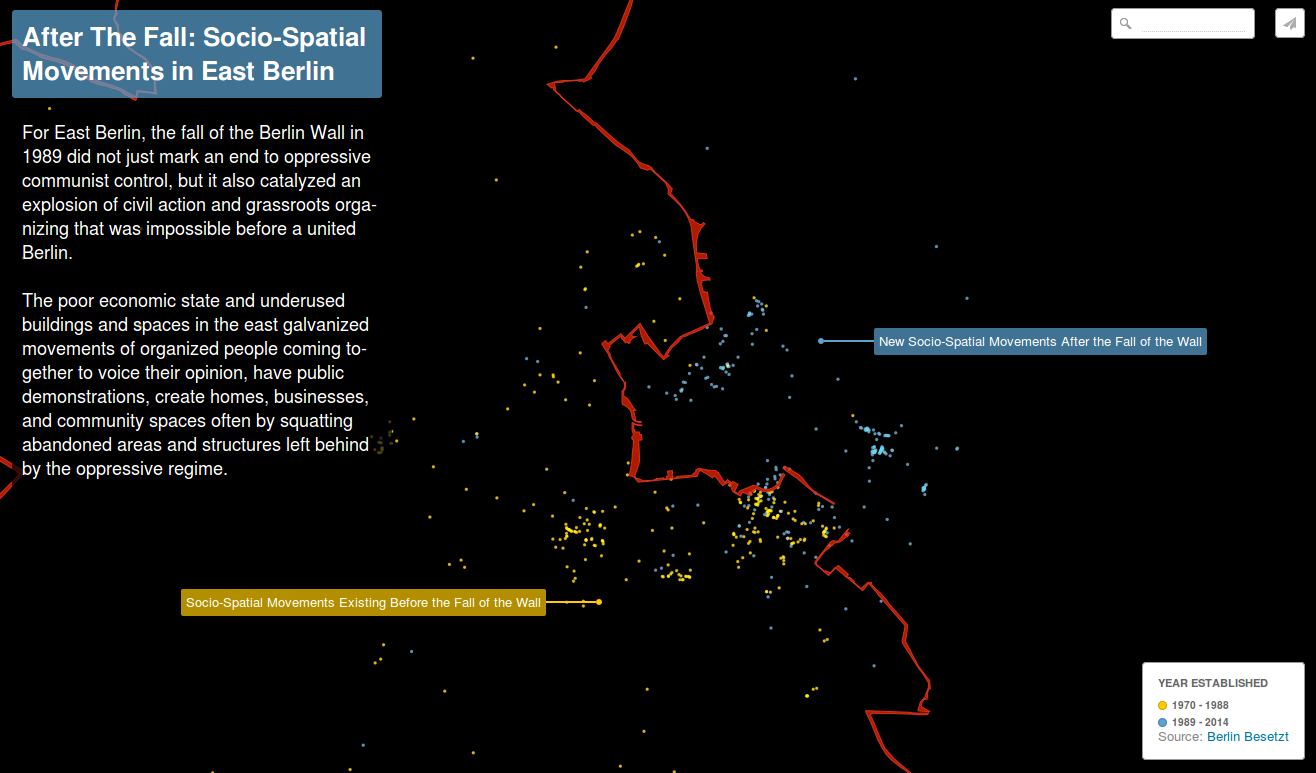 After The Fall: Socio-Spatial
Movements in East Berlin
For East Berlin, the fall of the Berlin Wall in
1989 did not just mark an end to oppressive
communist control, but it also catalyzed an
explosion of civil action and grassroots orga-
nizing that was impossible before a united
Berlin.
The poor economic state and underused
buildings and spaces in the east galvanized
movements of organized people coming to-
gether to voice their opinion, have public
demonstrations, create homes, businesses,
and community spaces often by squatting
abandoned areas and structures left behind
by the oppressive regime.
New Socio-Spatial Movements After the Fall of the Wall
Socio-Spatial Movements Existing Before the Fall of the Wall
YEAR ESTABLISHED
1970 - 1988
1989 - 2014
Source: Berlin Besetzt